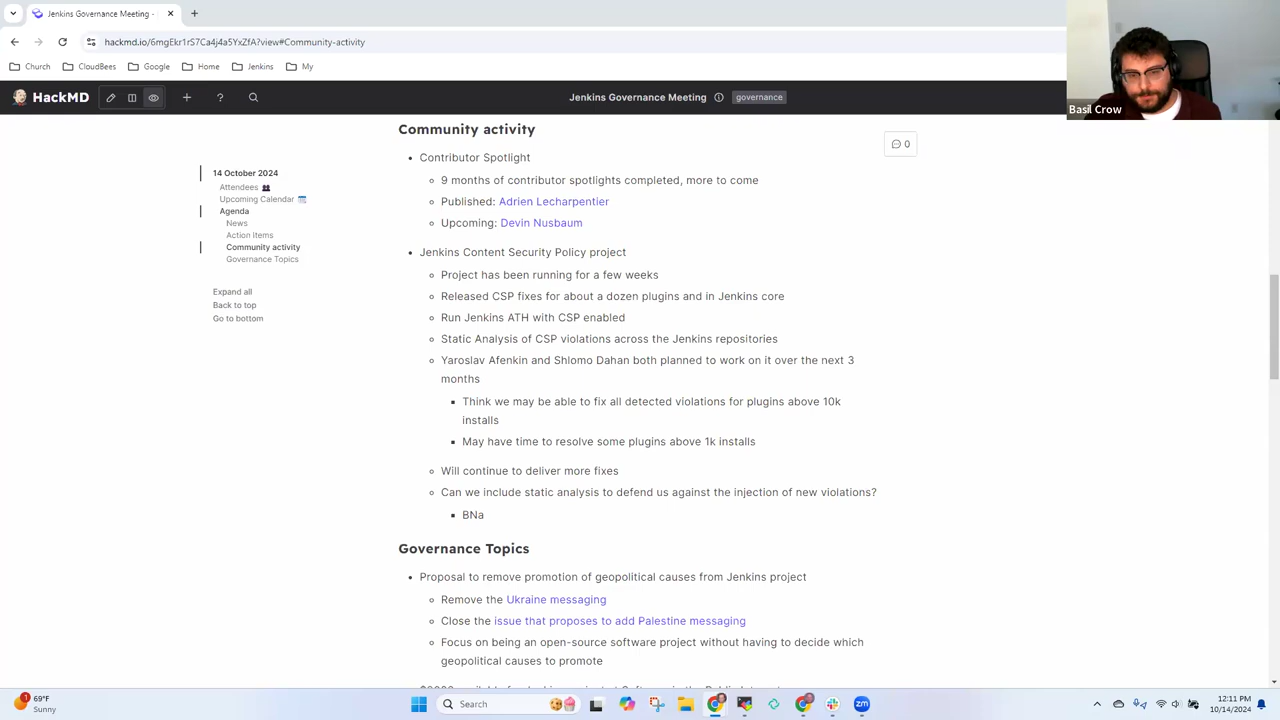 Jenkins Governance Meeting -
hackmd.io/6mgEkr1rS7Ca4j4a5YxZfA?view#Community-activity
Church
CloudBees
Google
Home
Jenkins
My
Basil Crow
HackMD
Jenkins Governance Meeting
governance
14 October 2024
Attendees
Upcoming Calendar
Agenda
News
Action Items
Community activity
Governance Topics
Expand all
Back to top
Go to bottom
Community activity
0
Contributor Spotlight
9 months of contributor spotlights completed, more to come
Published: Adrien Lecharpentier
Upcoming: Devin Nusbaum
Jenkins Content Security Policy project
Project has been running for a few weeks
Released CSP fixes for about a dozen plugins and in Jenkins core
Run Jenkins ATH with CSP enabled
Static Analysis of CSP violations across the Jenkins repositories
Yaroslav Afenkin and Shlomo Dahan both planned to work on it over the next 3
months
Think we may be able to fix all detected violations for plugins above 10k
installs
May have time to resolve some plugins above 1k installs
Will continue to deliver more fixes
Can we include static analysis to defend us against the injection of new violations?
BNa
Governance Topics
Proposal to remove promotion of geopolitical causes from Jenkins project
Remove the Ukraine messaging
Close the issue that proposes to add Palestine messaging
Focus on being an open-source software project without having to decide which
geopolitical causes to promote
1
69°F
Sunny
Search
12:11 PM
10/14/2024